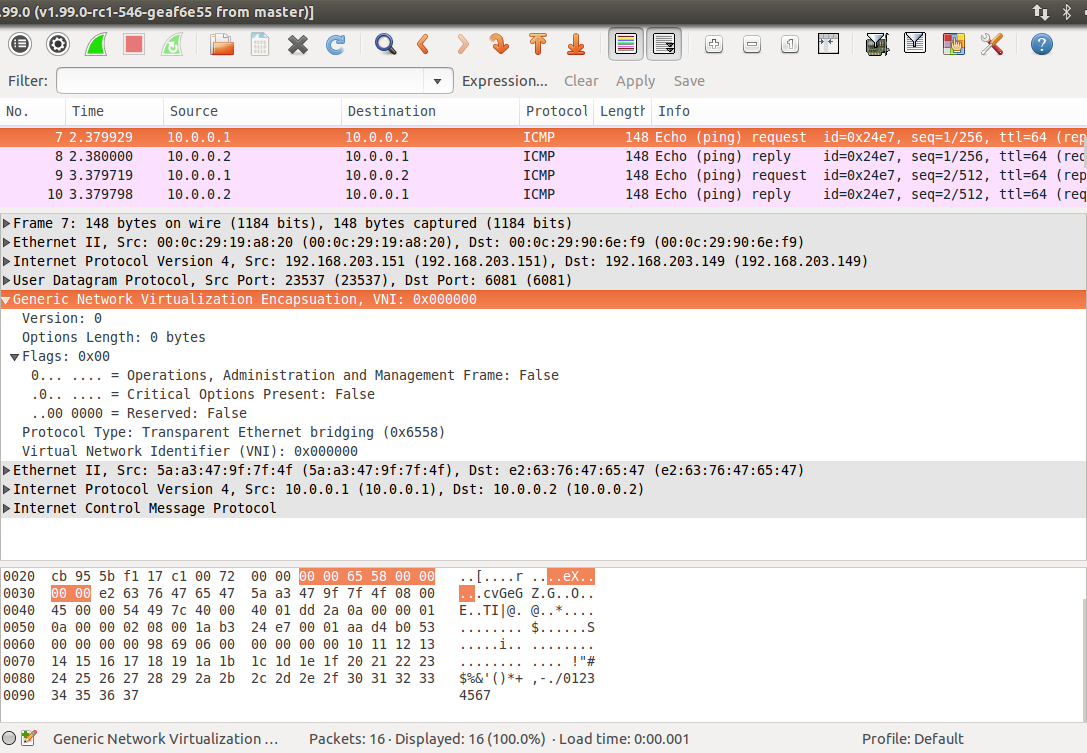 .99.0 (v1.99.0-rc1-546-geaf6e55 from master)]
Filter: Expression... Clear Apply Save
No. Time Source Destination Protocol Length Info
7 2.379929 10.0.0.1 10.0.0.2 ICMP 148 Echo (ping) request id=0x24e7, seq=1/256, ttl=64 (rep
8 2.380000 10.0.0.2 10.0.0.1 ICMP 148 Echo (ping) reply id=0x24e7, seq=1/256, ttl=64 (req
9 3.379719 10.0.0.1 10.0.0.2 ICMP 148 Echo (ping) request id=0x24e7, seq=2/512, ttl=64 (rep
10 3.379798 10.0.0.2 10.0.0.1 ICMP 148 Echo (ping) reply id=0x24e7, seq=2/512, ttl=64 (req
Frame 7: 148 bytes on wire (1184 bits), 148 bytes captured (1184 bits)
Ethernet II, Src: 00:0c:29:19:a8:20 (00:0c:29:19:a8:20), Dst: 00:0c:29:90:6e:f9 (00:0c:29:90:6e:f9)
Internet Protocol Version 4, Src: 192.168.203.151 (192.168.203.151), Dst: 192.168.203.149 (192.168.203.149)
User Datagram Protocol, Src Port: 23537 (23537), Dst Port: 6081 (6081)
Generic Network Virtualization Encapsuation, VNI: 0x000000
Version: 0
Options Length: 0 bytes
Flags: 0x00
0... .... = Operations, Administration and Management Frame: False
.0.. .... = Critical Options Present: False
..00 0000 = Reserved: False
Protocol Type: Transparent Ethernet bridging (0x6558)
Virtual Network Identifier (VNI): 0x000000
Ethernet II, Src: 5a:a3:47:9f:7f:4f (5a:a3:47:9f:7f:4f), Dst: e2:63:76:47:65:47 (e2:63:76:47:65:47)
Internet Protocol Version 4, Src: 10.0.0.1 (10.0.0.1), Dst: 10.0.0.2 (10.0.0.2)
Internet Control Message Protocol
0020 cb 95 5b f1 17 c1 00 72 00 00 00 00 65 58 00 00 ..[....r ....eX..
0030 00 00 e2 63 76 47 65 47 5a a3 47 9f 7f 4f 08 00 ...cvGeG Z.G..O..
0040 45 00 00 54 49 7c 40 00 40 01 dd 2a 0a 00 00 01 E..TI|@. @..*....
0050 0a 00 00 02 08 00 1a b3 24 e7 00 01 aa d4 b0 53 ........ $......S
0060 00 00 00 00 98 69 06 00 00 00 00 00 10 11 12 13 .....i.. ........
0070 14 15 16 17 18 19 1a 1b 1c 1d 1e 1f 20 21 22 23 ........ .... !"#
0080 24 25 26 27 28 29 2a 2b 2c 2d 2e 2f 30 31 32 33 $%&'()*+ ,-./0123
0090 34 35 36 37 4567
Generic Network Virtualization ... Packets: 16 · Displayed: 16 (100.0%) · Load time: 0:00.001 Profile: Default